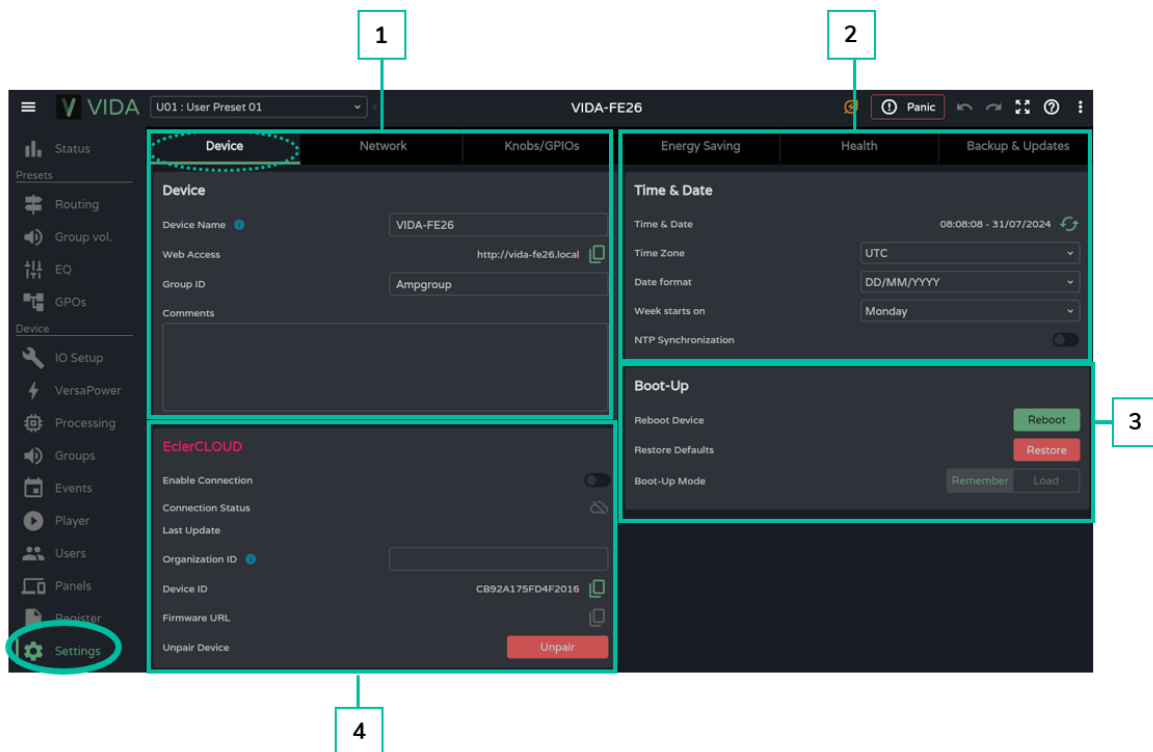 1
2
VIDA
U01 : User Preset 01
VIDA-FE26
Panic
Status
Presets
Routing
Group vol.
EQ
GPOs
Device
IO Setup
VersaPower
Processing
Groups
Events
Player
Users
Panels
Register
Settings
Device Network Knobs/GPIOs
Device
Device Name VIDA-FE26
Web Access http://vida-fe26.local
Group ID Ampgroup
Comments
Energy Saving Health Backup & Updates
Time & Date
Time & Date 08:08:08 - 31/07/2024
Time Zone UTC
Date format DD/MM/YYYY
Week starts on Monday
NTP Synchronization
Boot-Up
Reboot Device Reboot
Restore Defaults Restore
Boot-Up Mode Remember Load
3
EclerCLOUD
Enable Connection
Connection Status
Last Update
Organization ID
Device ID CB92A175FD4F2016
Firmware URL
Unpair Device Unpair
4